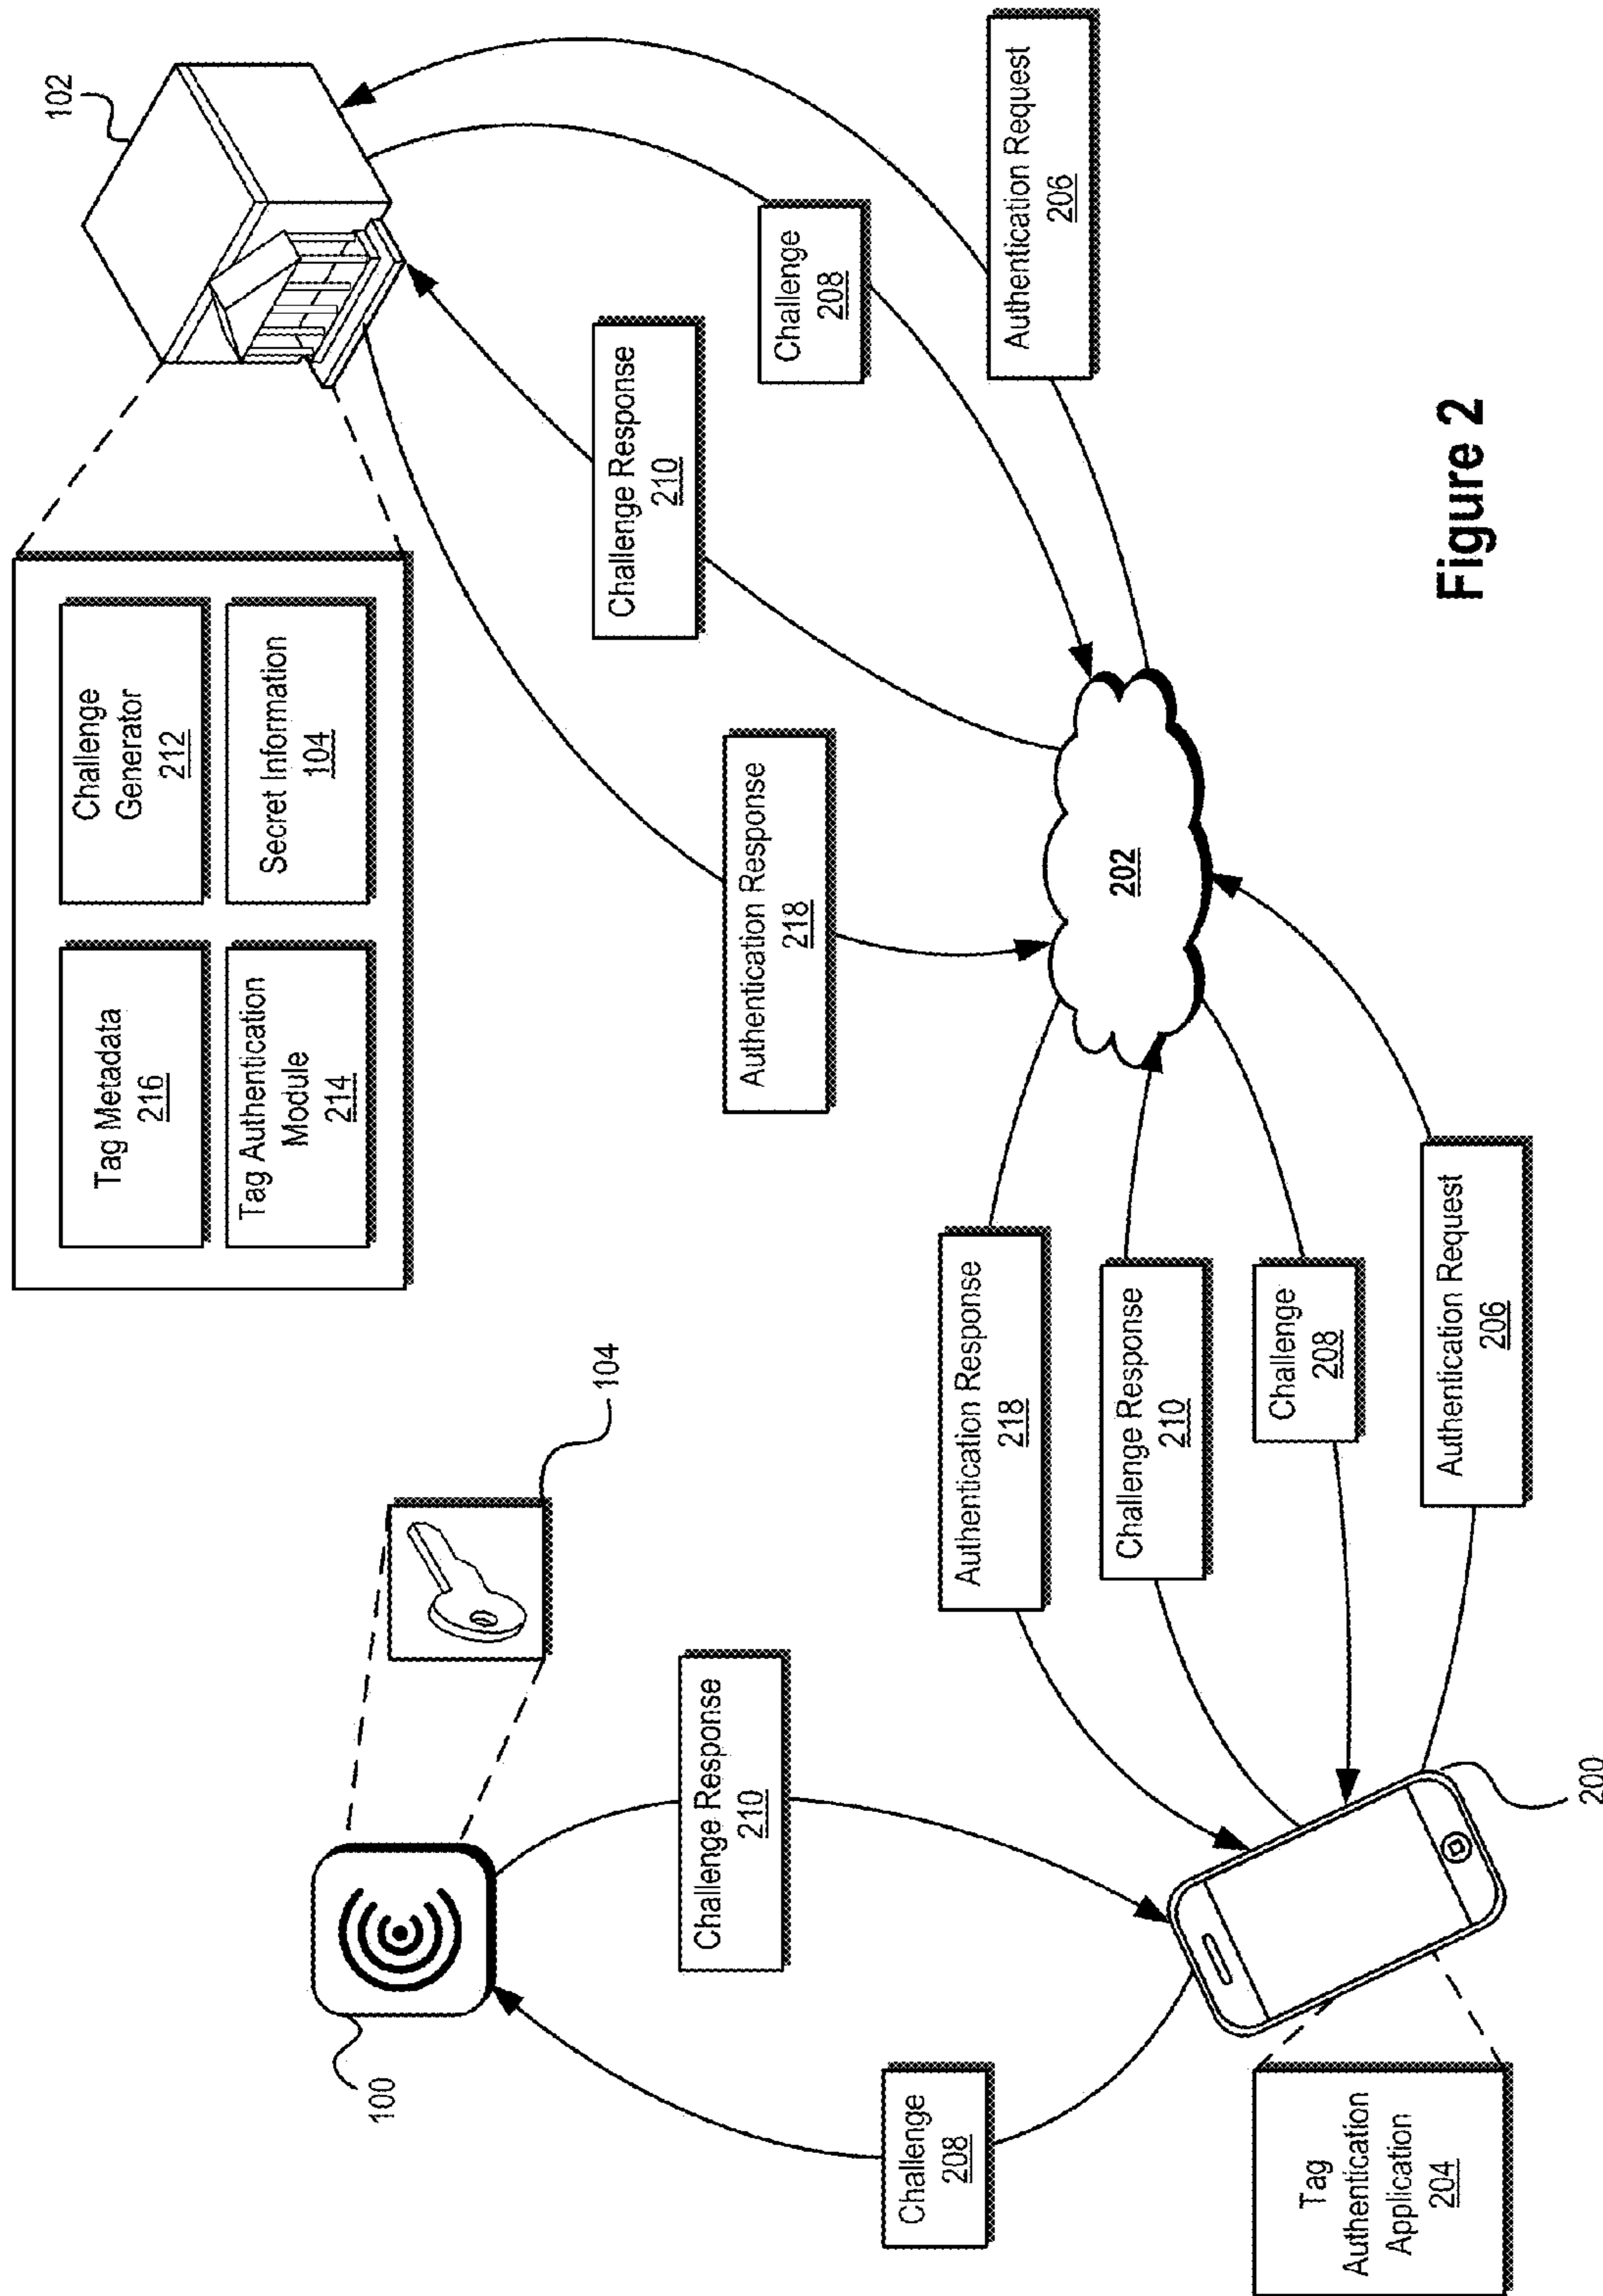 100
104
Challenge
208
Challenge Response
210
Tag
Authentication
Application
204
200
Tag Metadata
216
Challenge
Generator
212
Tag Authentication
Module
214
Secret Information
104
102
Authentication Response
218
Challenge Response
210
Challenge
208
Authentication Request
206
202
Authentication Response
218
Challenge Response
210
Challenge
208
Authentication Request
206
Figure 2